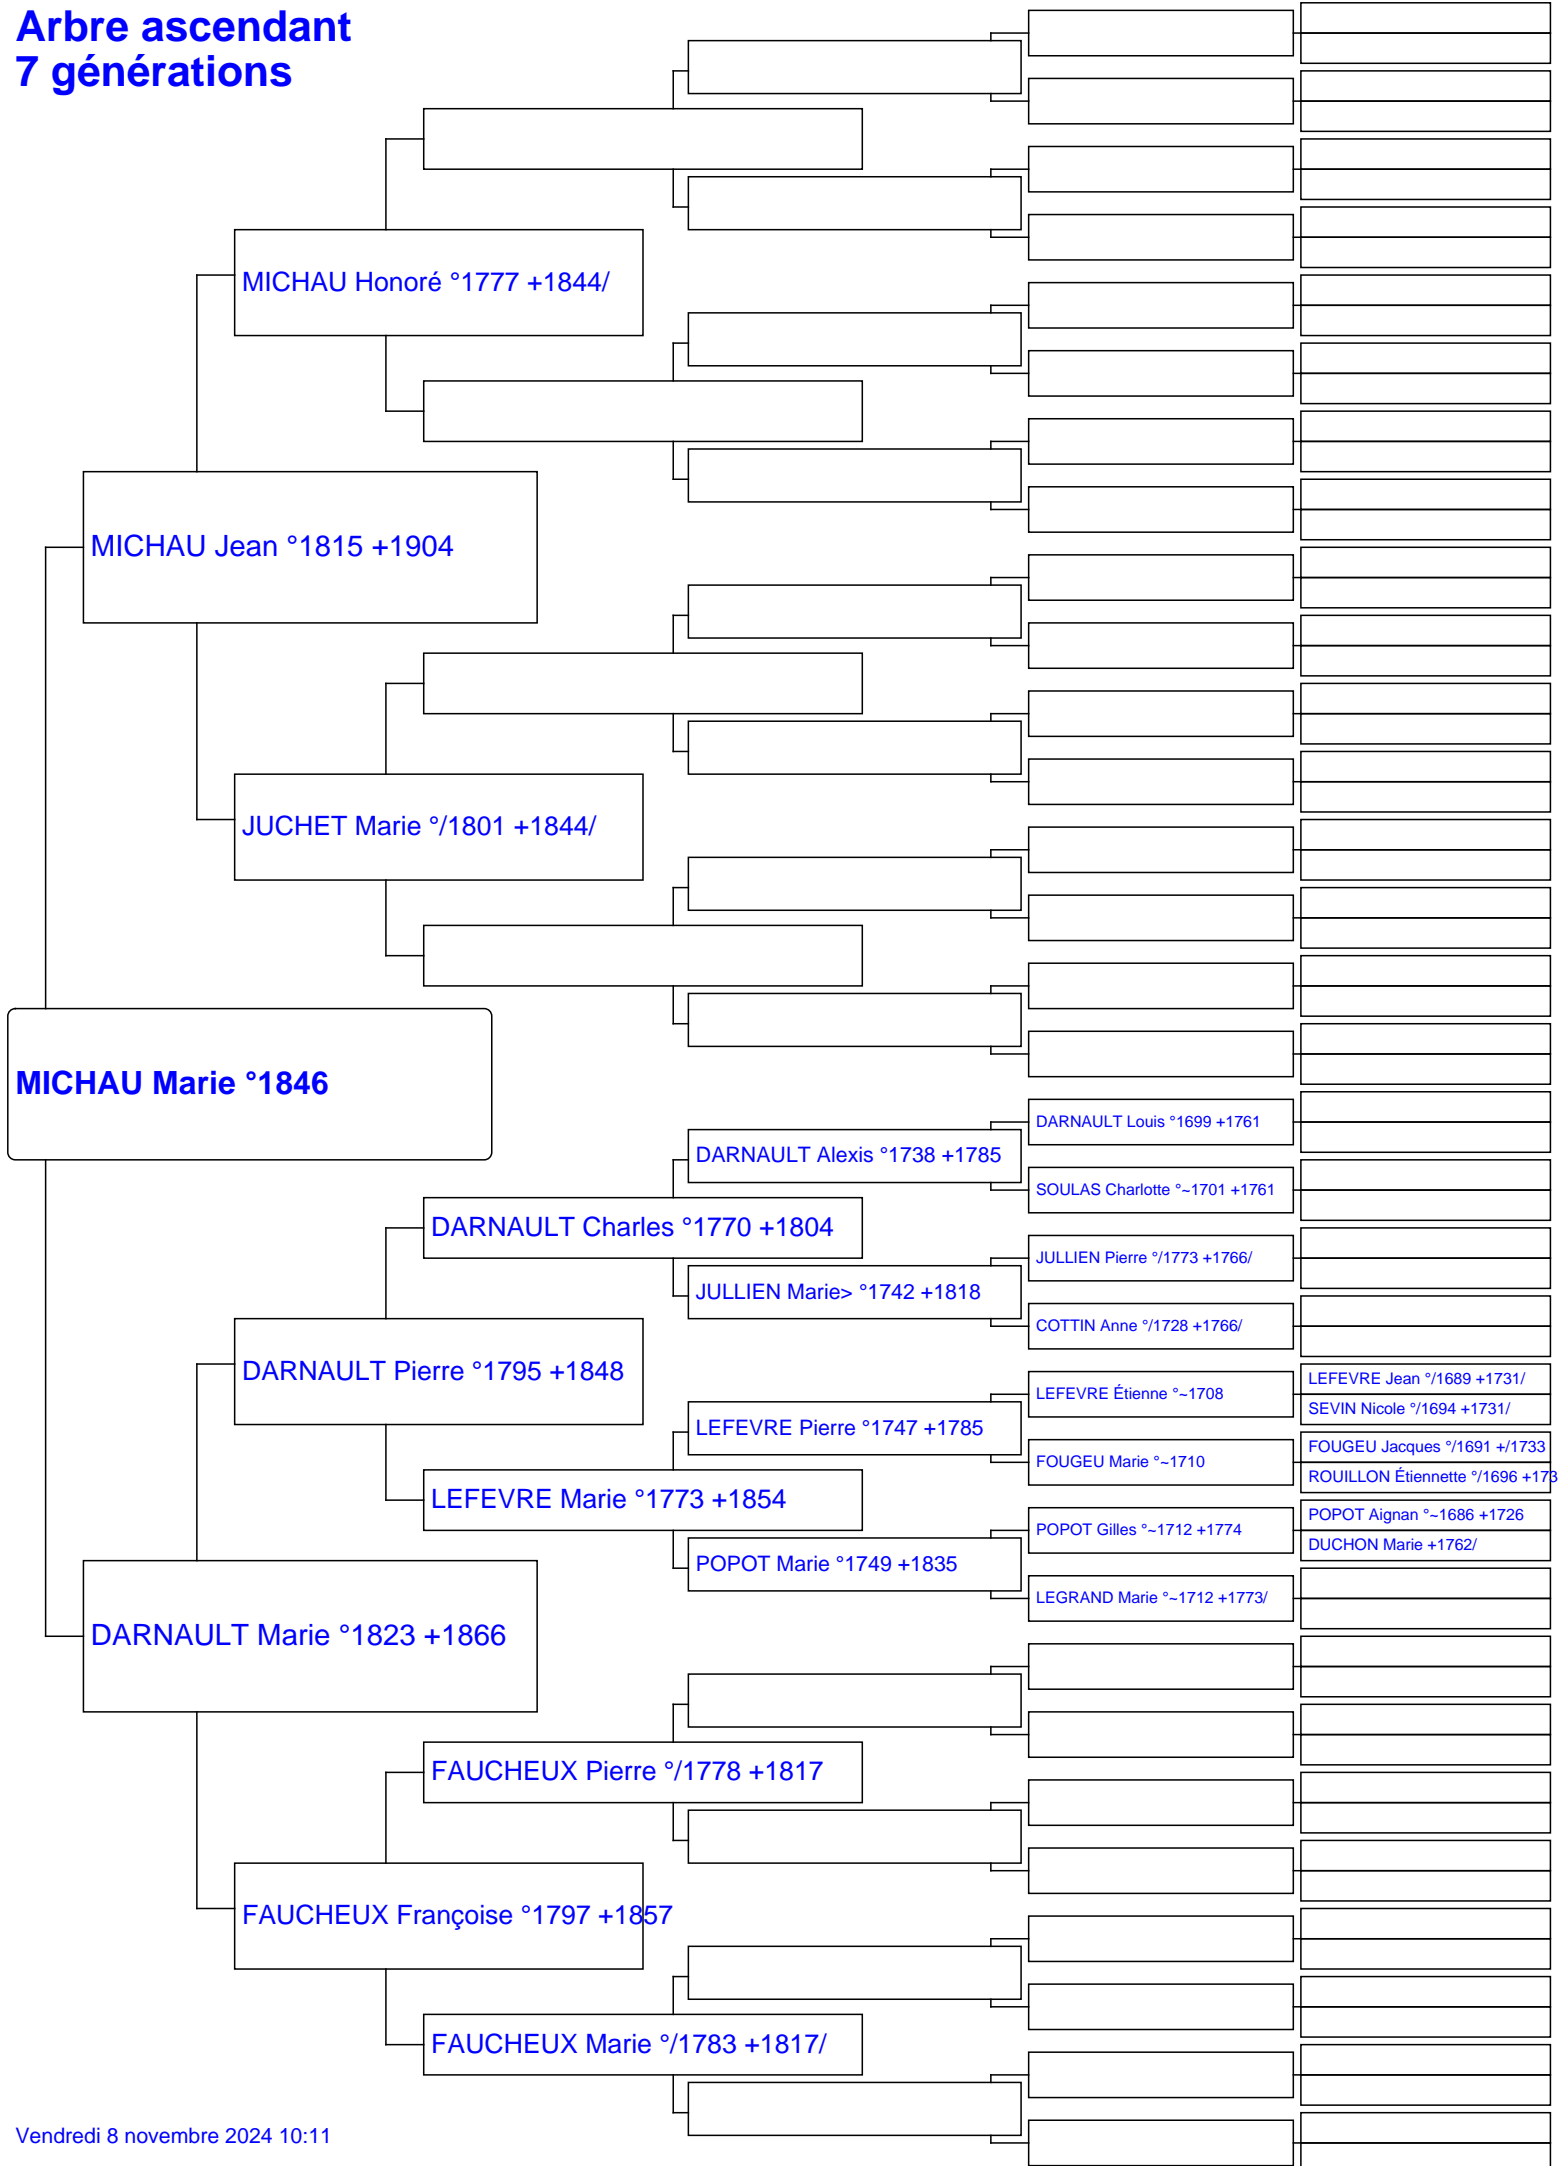 Arbre ascendant
7 générations
MICHAU Honoré °1777 +1844/
MICHAU Jean °1815 +1904
JUCHET Marie °/1801 +1844/
MICHAU Marie °1846
DARNAULT Louis °1699 +1761
DARNAULT Alexis °1738 +1785
SOULAS Charlotte °~1701 +1761
DARNAULT Charles °1770 +1804
JULLIEN Pierre °/1773 +1766/
JULLIEN Marie> °1742 +1818
COTTIN Anne °/1728 +1766/
DARNAULT Pierre °1795 +1848
LEFEVRE Jean °/1689 +1731/
LEFEVRE Étienne °~1708
SEVIN Nicole °/1694 +1731/
LEFEVRE Pierre °1747 +1785
FOUGEU Jacques °/1691 +/1733
FOUGEU Marie °~1710
ROUILLON Étiennette °/1696 +173
LEFEVRE Marie °1773 +1854
POPOT Aignan °~1686 +1726
POPOT Gilles °~1712 +1774
DUCHON Marie +1762/
POPOT Marie °1749 +1835
LEGRAND Marie °~1712 +1773/
DARNAULT Marie °1823 +1866
FAUCHEUX Pierre °/1778 +1817
FAUCHEUX Françoise °1797 +1857
FAUCHEUX Marie °/1783 +1817/
Vendredi 8 novembre 2024 10:11